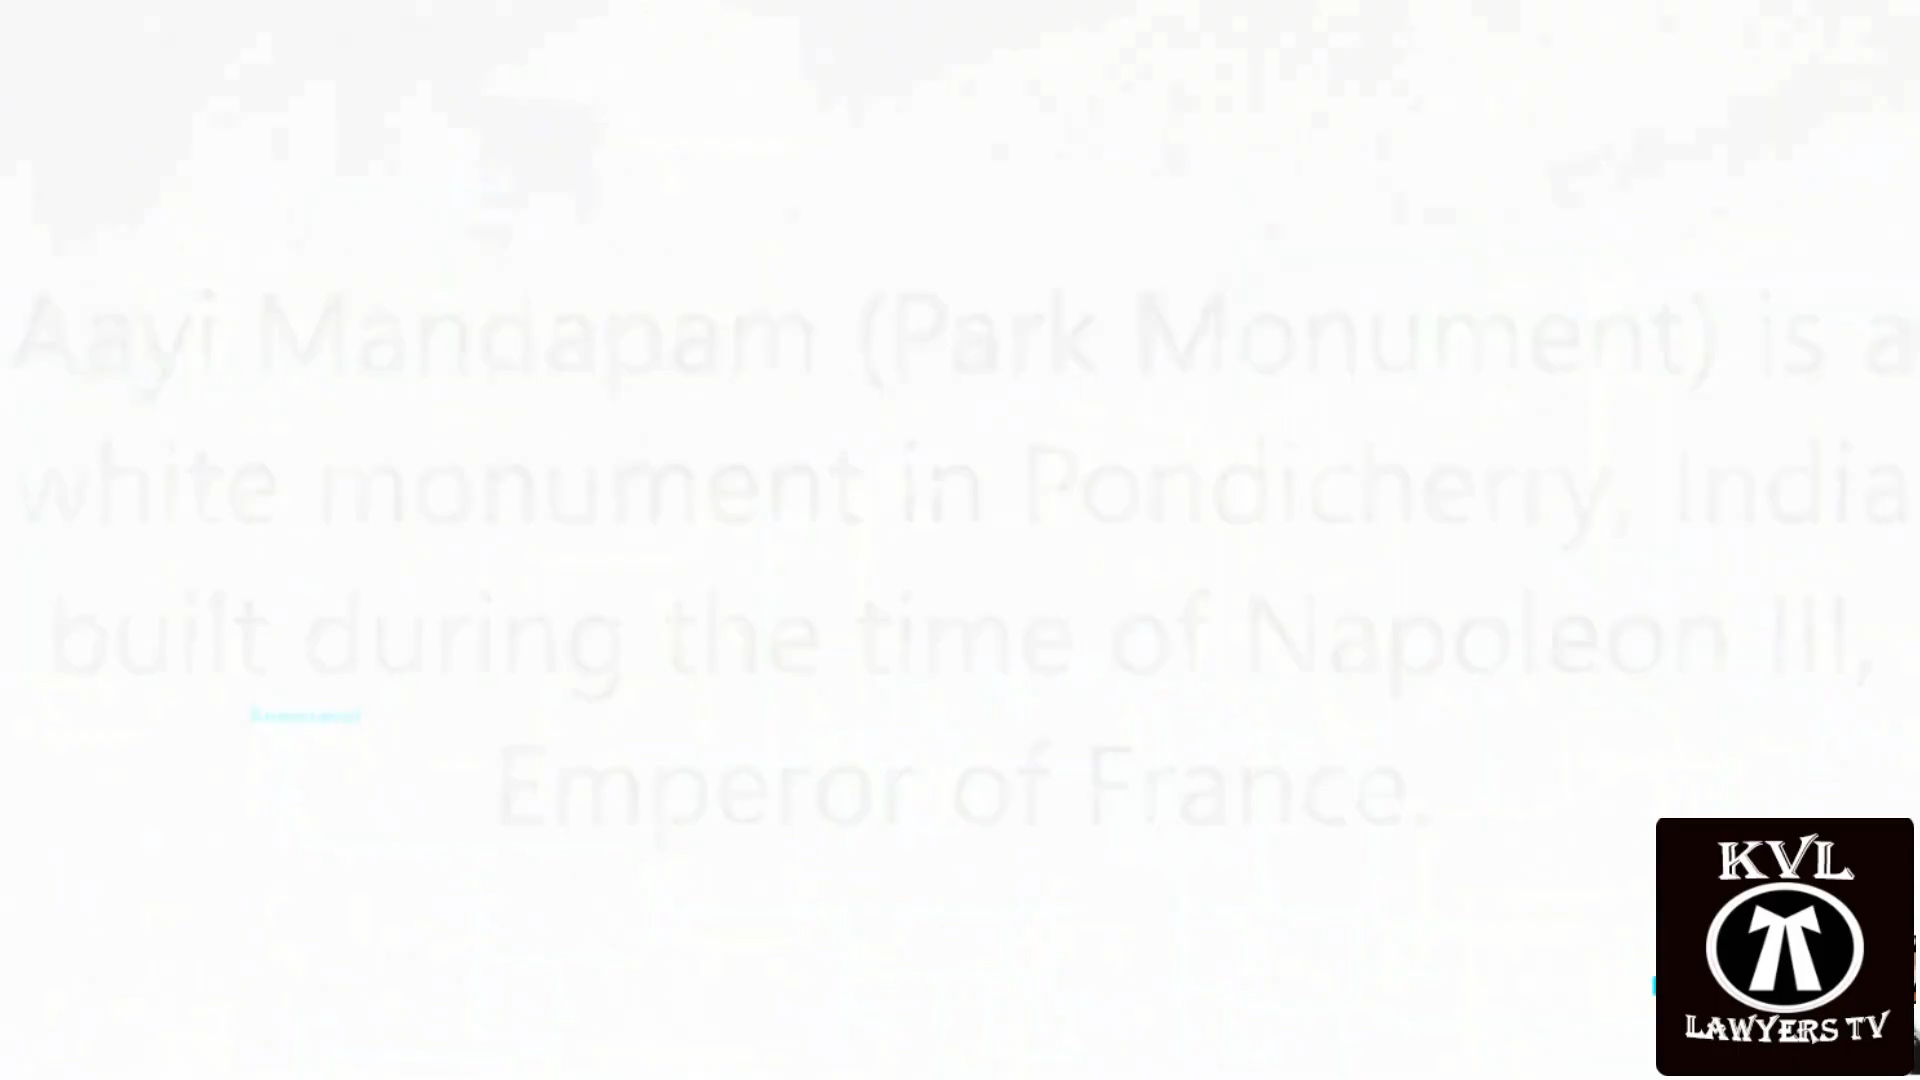 Aayi Mandapam (Park Monument) is a
white monument in Pondicherry, India
built during the time of Napoleon III,
Emperor of France.
KVL
LAWYERS TV